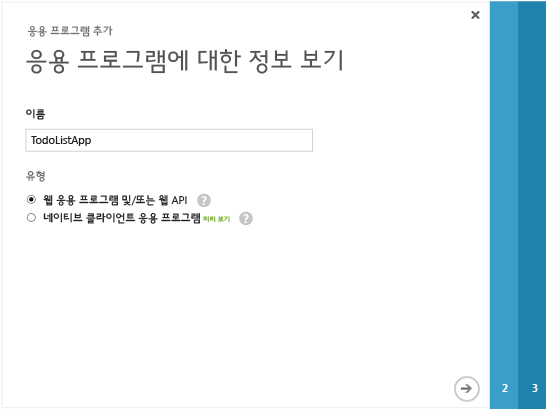 응용 프로그램 추가
응용 프로그램에 대한 정보 보기
이름
TodoListApp
유형
웹 응용 프로그램 및/또는 웹 API ?
네이티브 클라이언트 응용 프로그램 미리 보기 ?
2 3